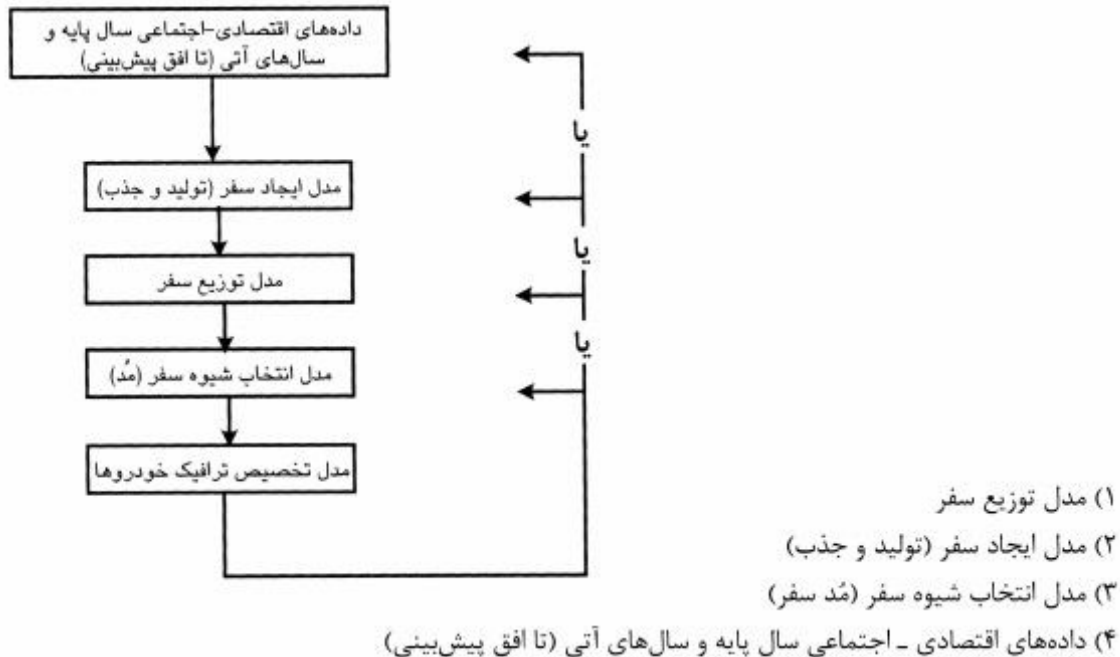 داده‌های اقتصادی-اجتماعی سال پایه و
سال‌های آتی (تا افق پیش‌بینی)
یا
مدل ایجاد سفر (تولید و جذب)
یا
مدل توزیع سفر
یا
مدل انتخاب شیوه سفر (مُد)
مدل تخصیص ترافیک خودروها
۱) مدل توزیع سفر
۲) مدل ایجاد سفر (تولید و جذب)
۳) مدل انتخاب شیوه سفر (مُد سفر)
۴) داده‌های اقتصادی ـ اجتماعی سال پایه و سال‌های آتی (تا افق پیش‌بینی)